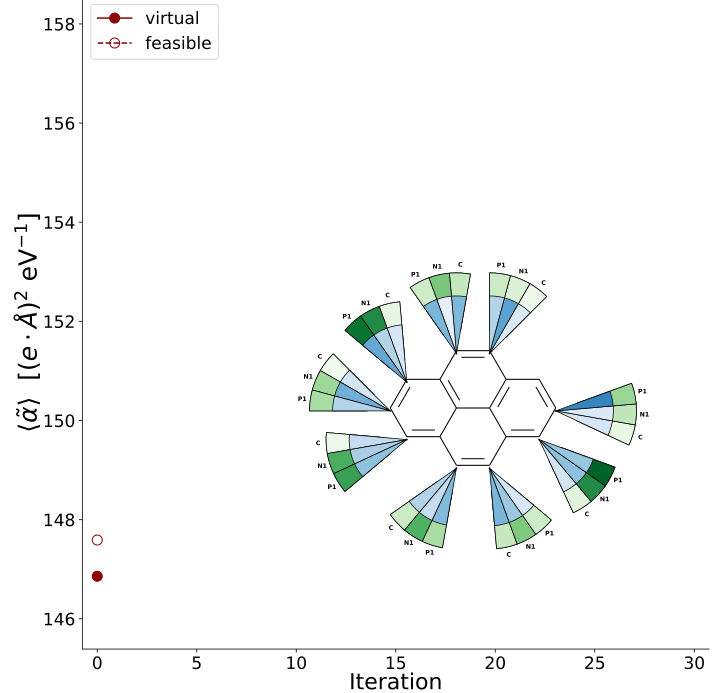 virtual
feasible
158
156
154
152
150
148
146
⟨α̃⟩ [(e · Å)² eV⁻¹]
0 5 10 15 20 25 30
Iteration
P1 N1 C
P1 N1 C
P1 N1 C
C N1 P1
P1 N1 C
C N1 P1
P1 N1 C
C N1 P1
C N1 P1